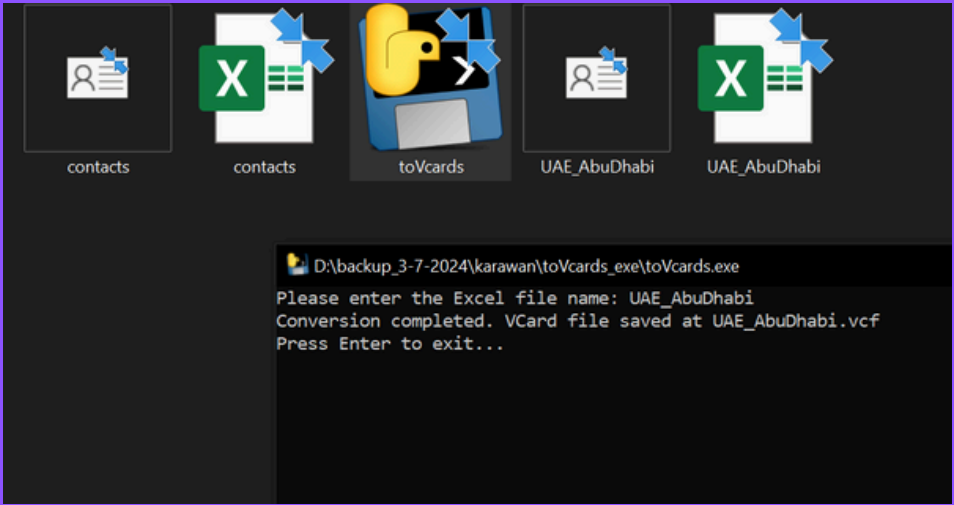 contacts
contacts
toVcards
UAE_AbuDhabi
UAE_AbuDhabi
D:\backup_3-7-2024\karawan\toVcards_exe\toVcards.exe
Please enter the Excel file name: UAE_AbuDhabi
Conversion completed. VCard file saved at UAE_AbuDhabi.vcf
Press Enter to exit...